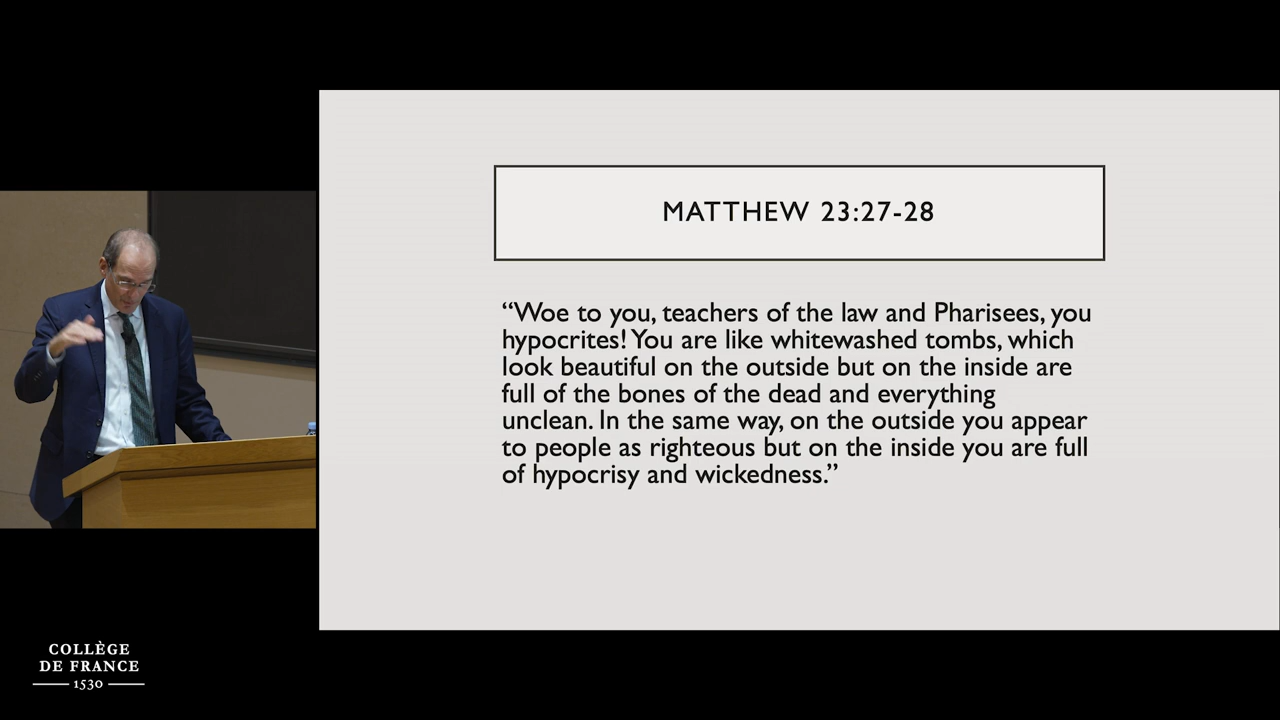 MATTHEW 23:27-28
“Woe to you, teachers of the law and Pharisees, you
hypocrites! You are like whitewashed tombs, which
look beautiful on the outside but on the inside are
full of the bones of the dead and everything
unclean. In the same way, on the outside you appear
to people as righteous but on the inside you are full
of hypocrisy and wickedness.”
COLLÈGE
DE FRANCE
1530